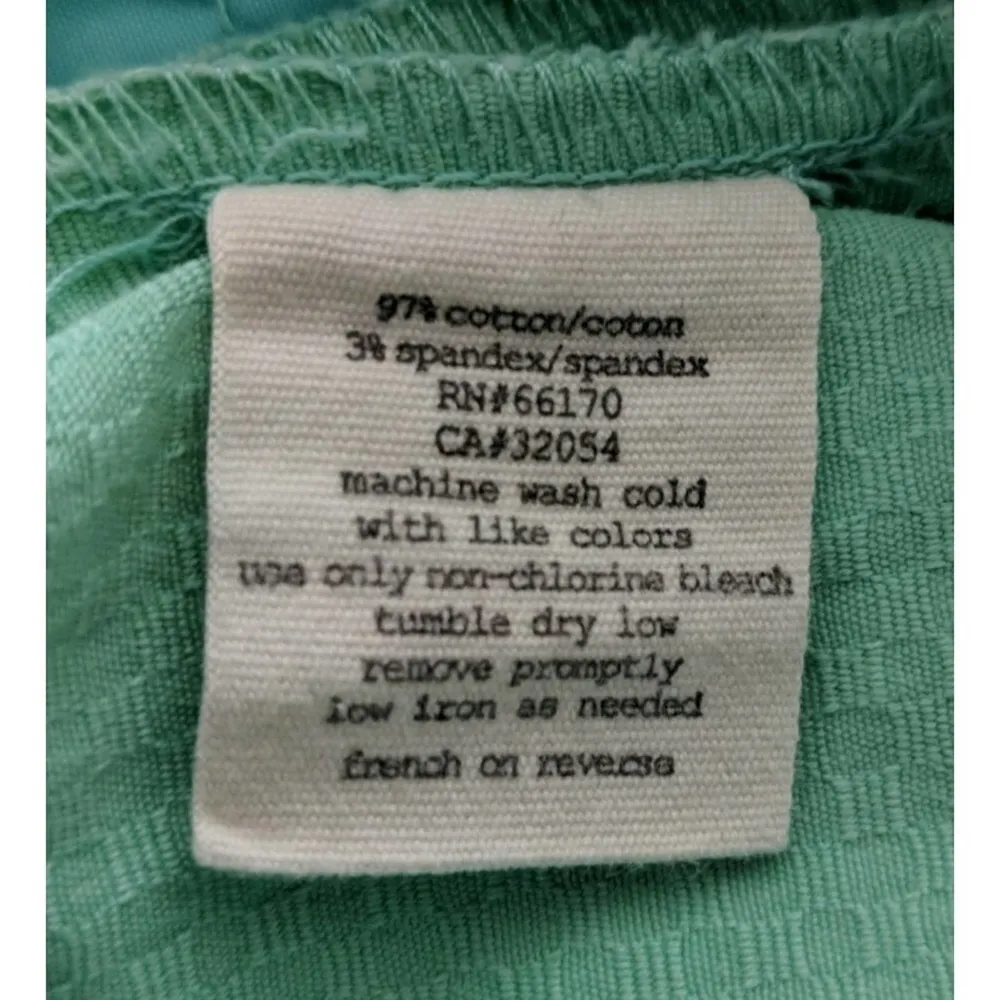 97% cotton/coton
3% spandex/spandex
RN#66170
CA#32054
machine wash cold
with like colors
use only non-chlorine bleach
tumble dry low
remove promptly
low iron as needed
french on reverse